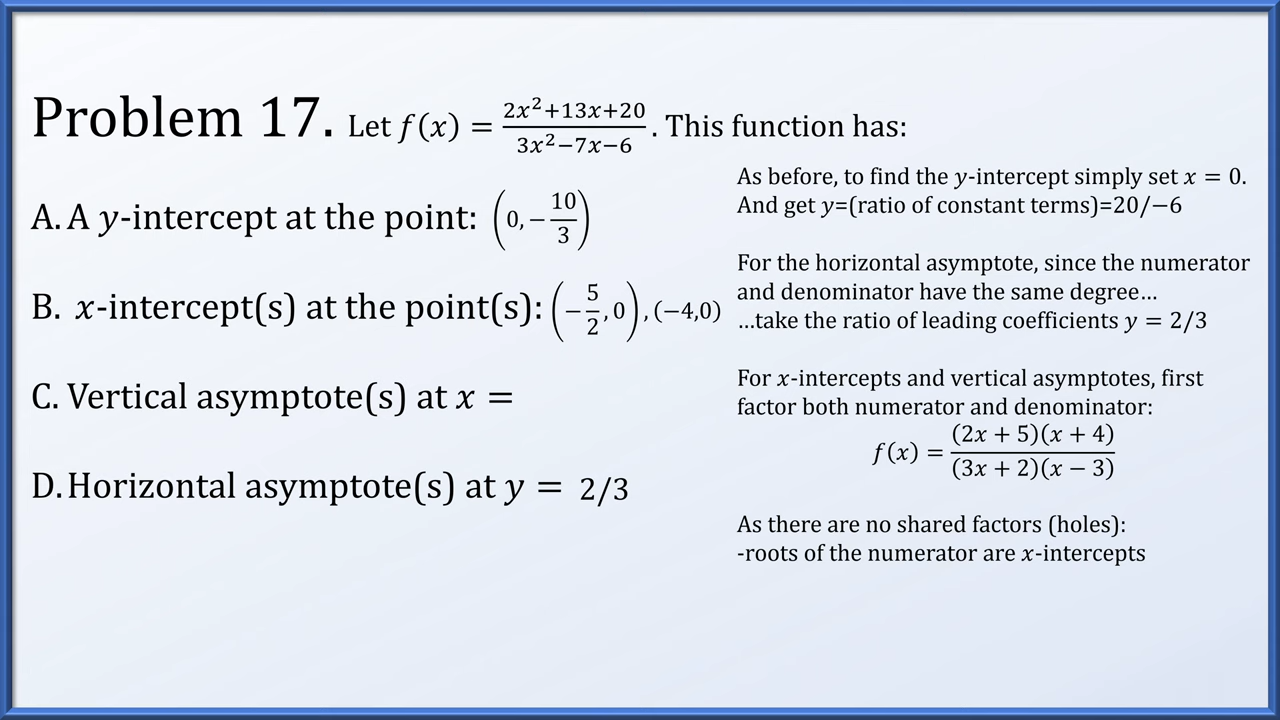 Problem 17. Let f(x) = (2x²+13x+20)/(3x²−7x−6). This function has:
A. A y-intercept at the point: (0, −10/3)
B. x-intercept(s) at the point(s): (−5/2, 0), (−4,0)
C. Vertical asymptote(s) at x =
D. Horizontal asymptote(s) at y = 2/3
As before, to find the y-intercept simply set x = 0.
And get y=(ratio of constant terms)=20/−6
For the horizontal asymptote, since the numerator
and denominator have the same degree…
…take the ratio of leading coefficients y = 2/3
For x-intercepts and vertical asymptotes, first
factor both numerator and denominator:
f(x) = (2x + 5)(x + 4)/(3x + 2)(x − 3)
As there are no shared factors (holes):
-roots of the numerator are x-intercepts